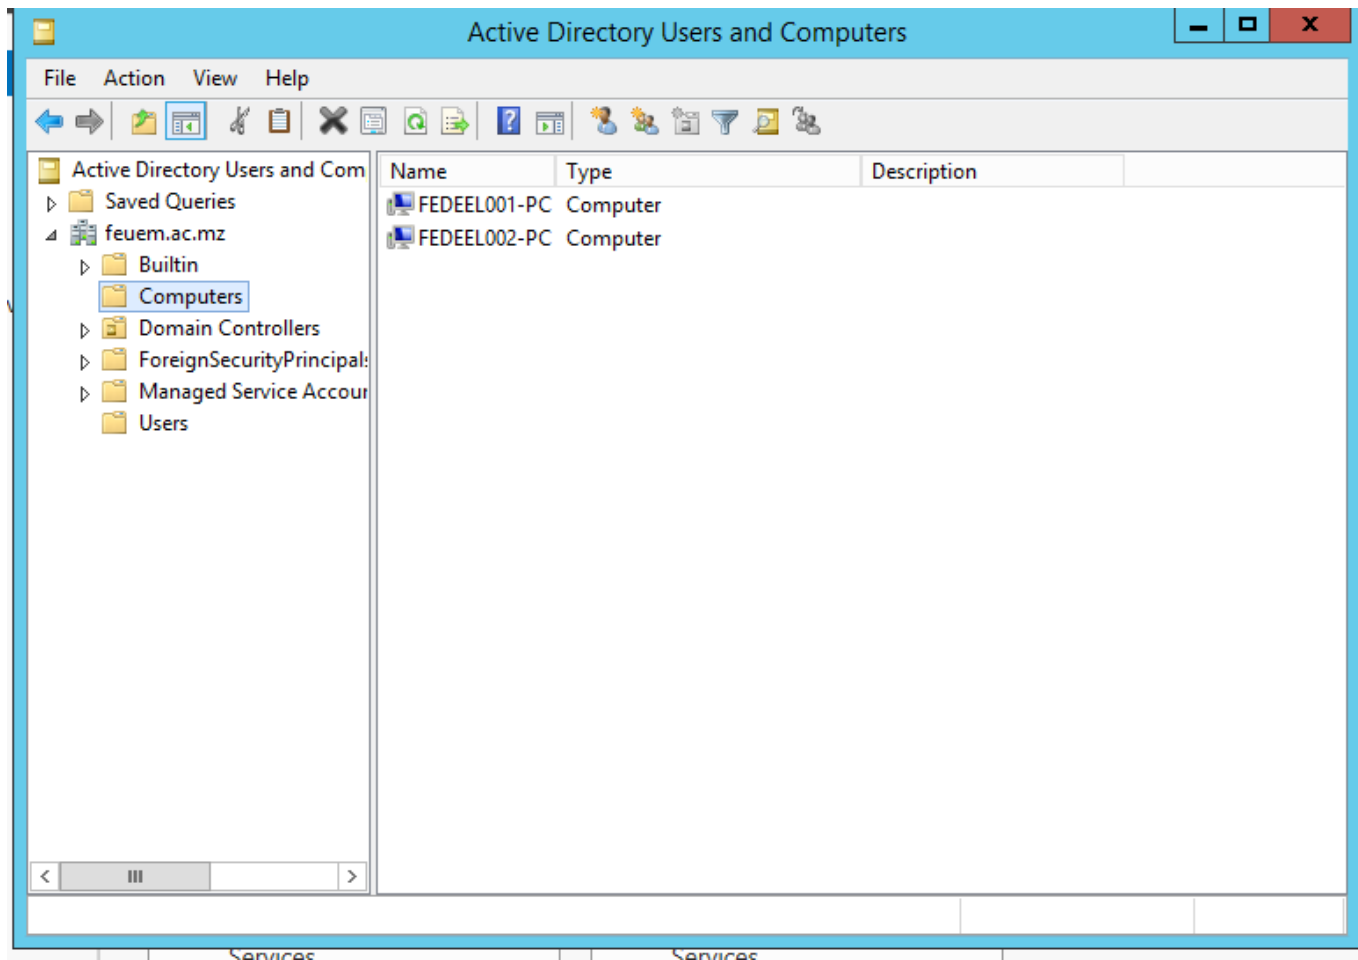 Active Directory Users and Computers
File Action View Help
Active Directory Users and Com
Saved Queries
feuem.ac.mz
Builtin
Computers
Domain Controllers
ForeignSecurityPrincipals
Managed Service Accour
Users
Name Type Description
FEDEEL001-PC Computer
FEDEEL002-PC Computer
Services Services